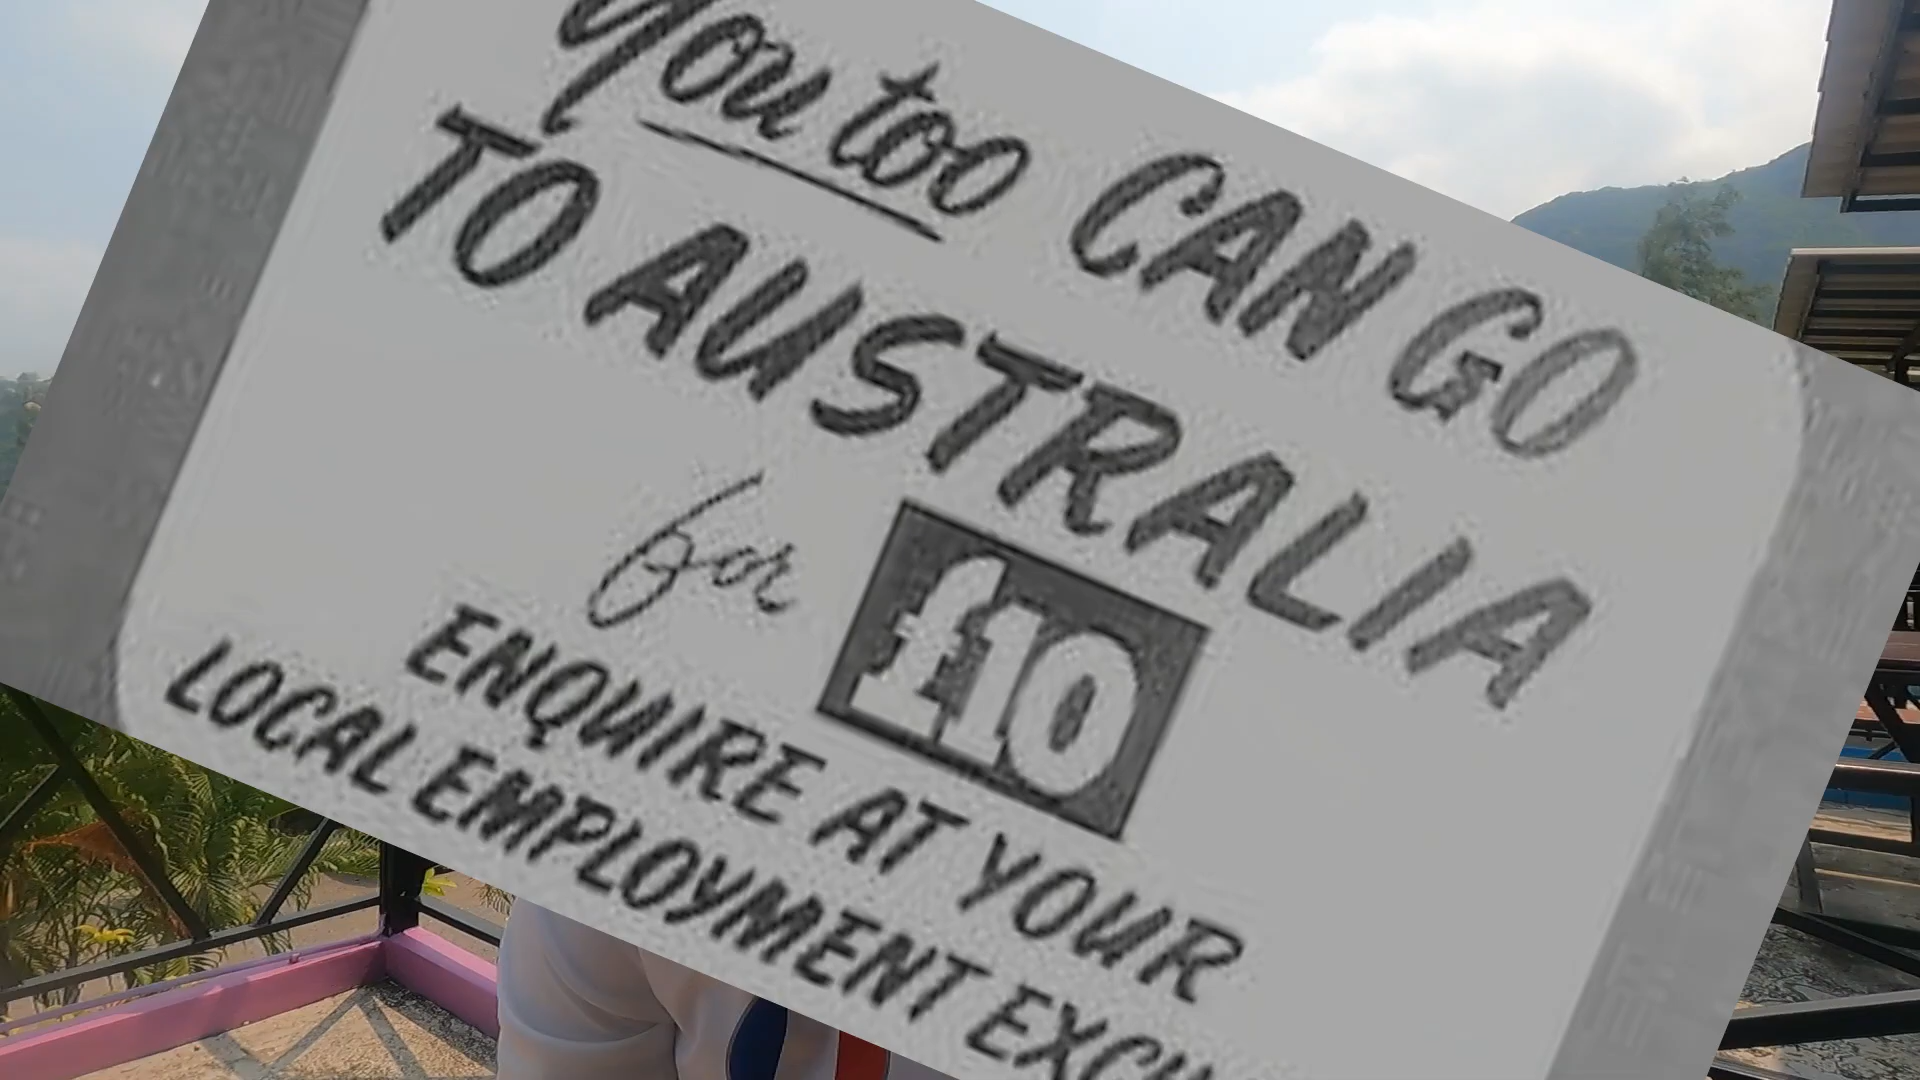 you too CAN GO
TO AUSTRALIA
for £10
ENQUIRE AT YOUR
LOCAL EMPLOYMENT